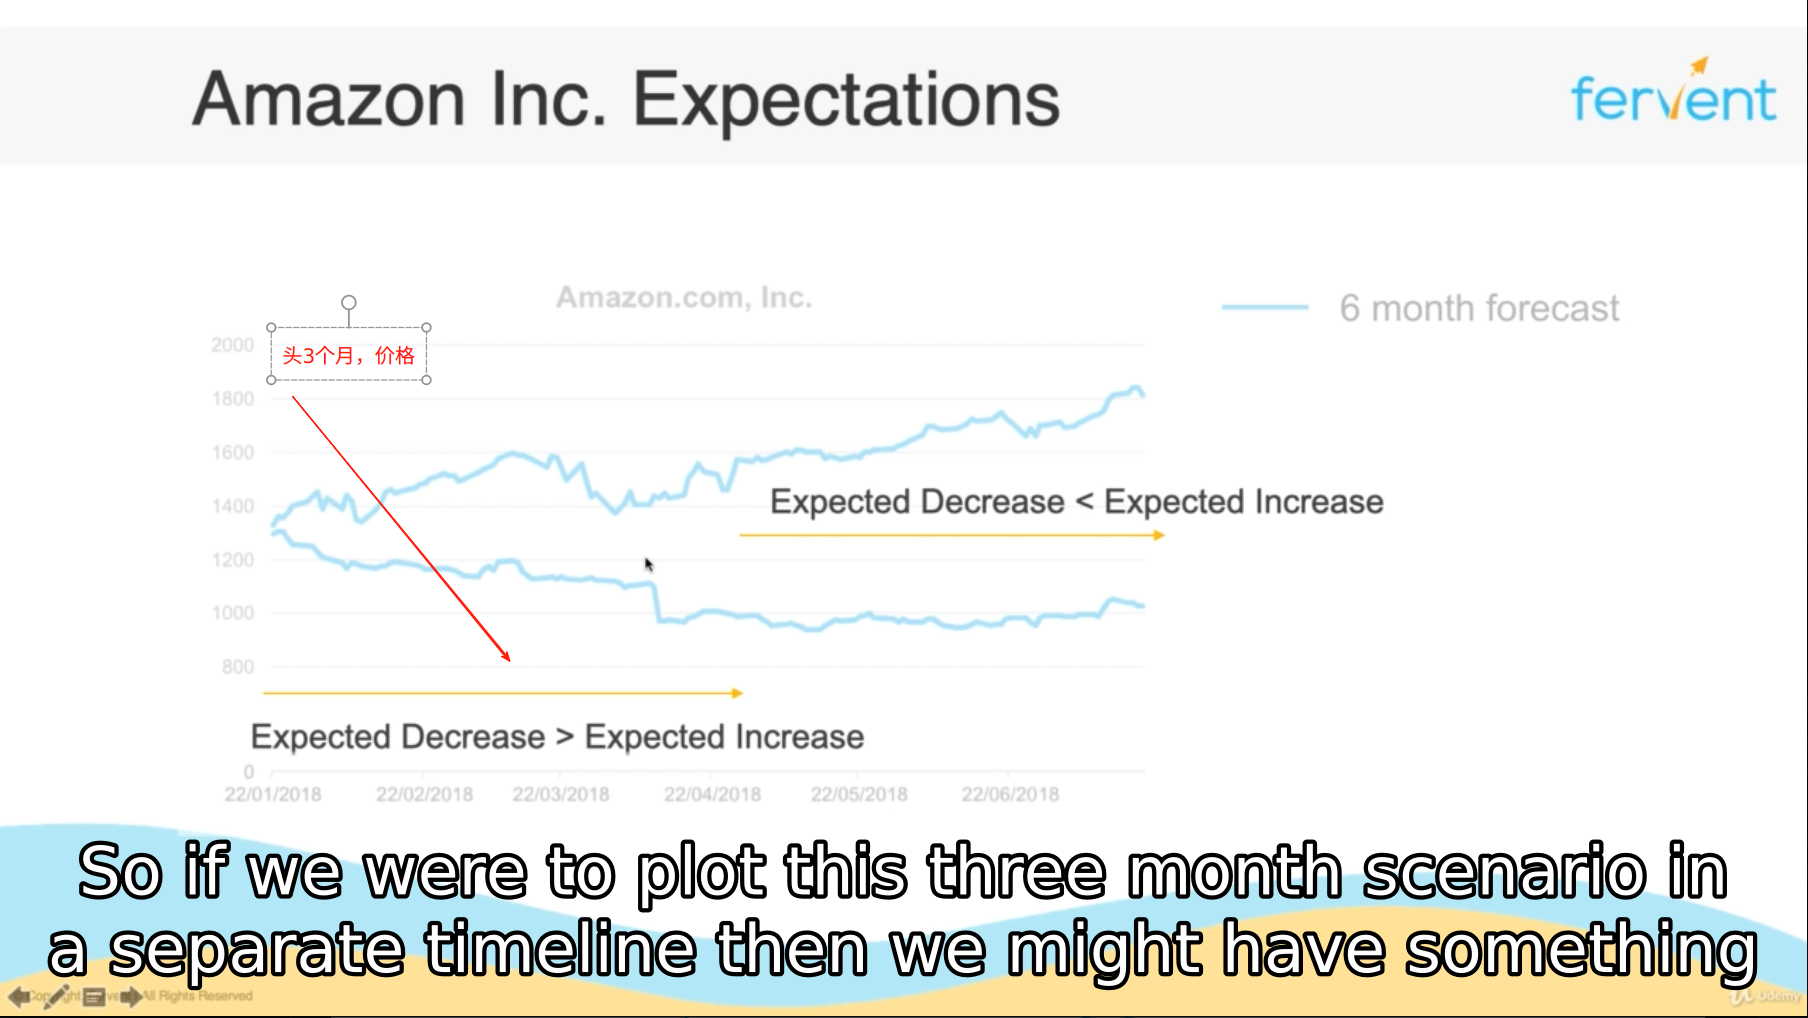 Amazon Inc. Expectations
fervent
Amazon.com, Inc.
6 month forecast
头3个月，价格
2000
1800
1600
1400
1200
1000
800
0
Expected Decrease < Expected Increase
Expected Decrease > Expected Increase
22/01/2018 22/02/2018 22/03/2018 22/04/2018 22/05/2018 22/06/2018
So if we were to plot this three month scenario in
a separate timeline then we might have something
Copyright Fervent All Rights Reserved
Udemy